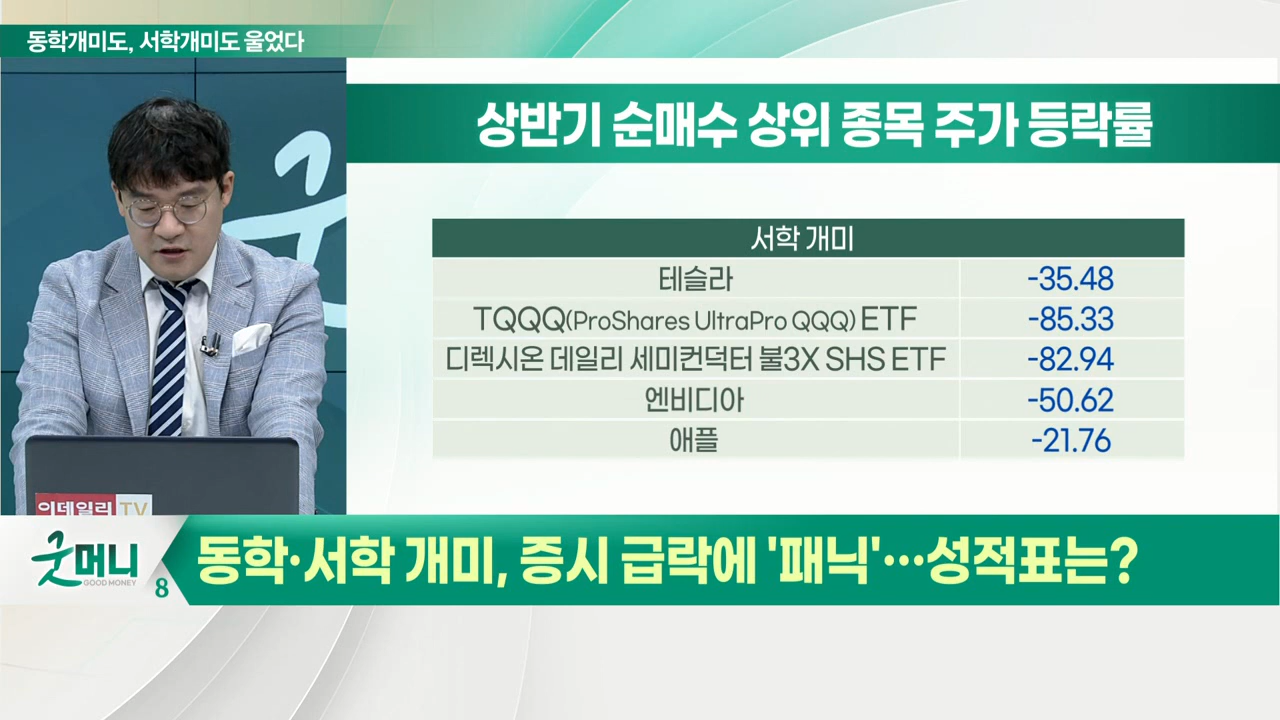 동학개미도, 서학개미도 울었다
상반기 순매수 상위 종목 주가 등락률
서학 개미
테슬라 -35.48
TQQQ(ProShares UltraPro QQQ) ETF -85.33
디렉시온 데일리 세미컨덕터 불3X SHS ETF -82.94
엔비디아 -50.62
애플 -21.76
이데일리 TV
굿머니
GOOD MONEY
8
동학·서학 개미, 증시 급락에 '패닉'…성적표는?